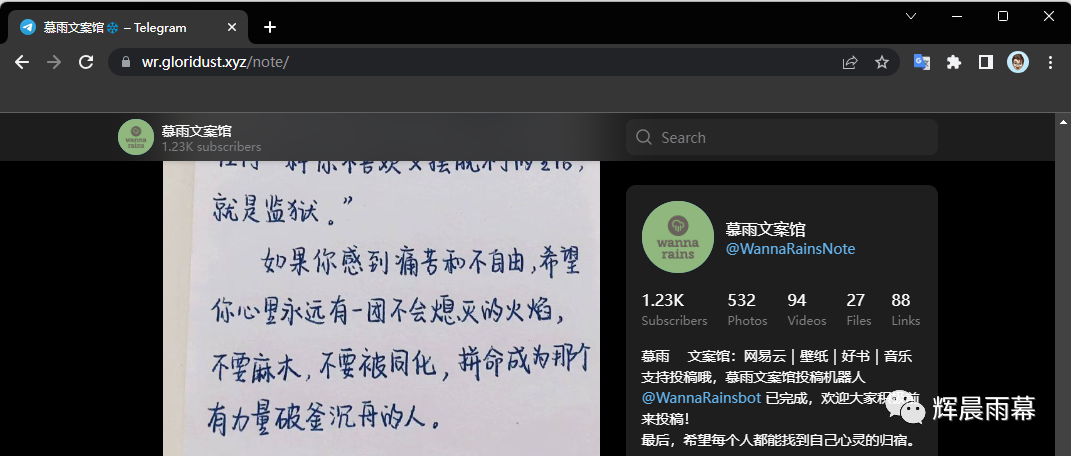 慕雨文案馆❄️ – Telegram
wr.gloridust.xyz/note/
慕雨文案馆
1.23K subscribers
Search
就是监狱。”
如果你感到痛苦和不自由,希望
你心里永远有一团不会熄灭的火焰,
不要麻木,不要被同化,拼命成为那个
有力量破釜沉舟的人。
wanna
rains
慕雨文案馆
@WannaRainsNote
1.23K 532 94 27 88
Subscribers Photos Videos Files Links
慕雨 文案馆：网易云 | 壁纸 | 好书 | 音乐
支持投稿哦，慕雨文案馆投稿机器人
@WannaRainsbot 已完成，欢迎大家积前
来投稿！
最后，希望每个人都能找到自己心灵的归宿。
辉晨雨幕